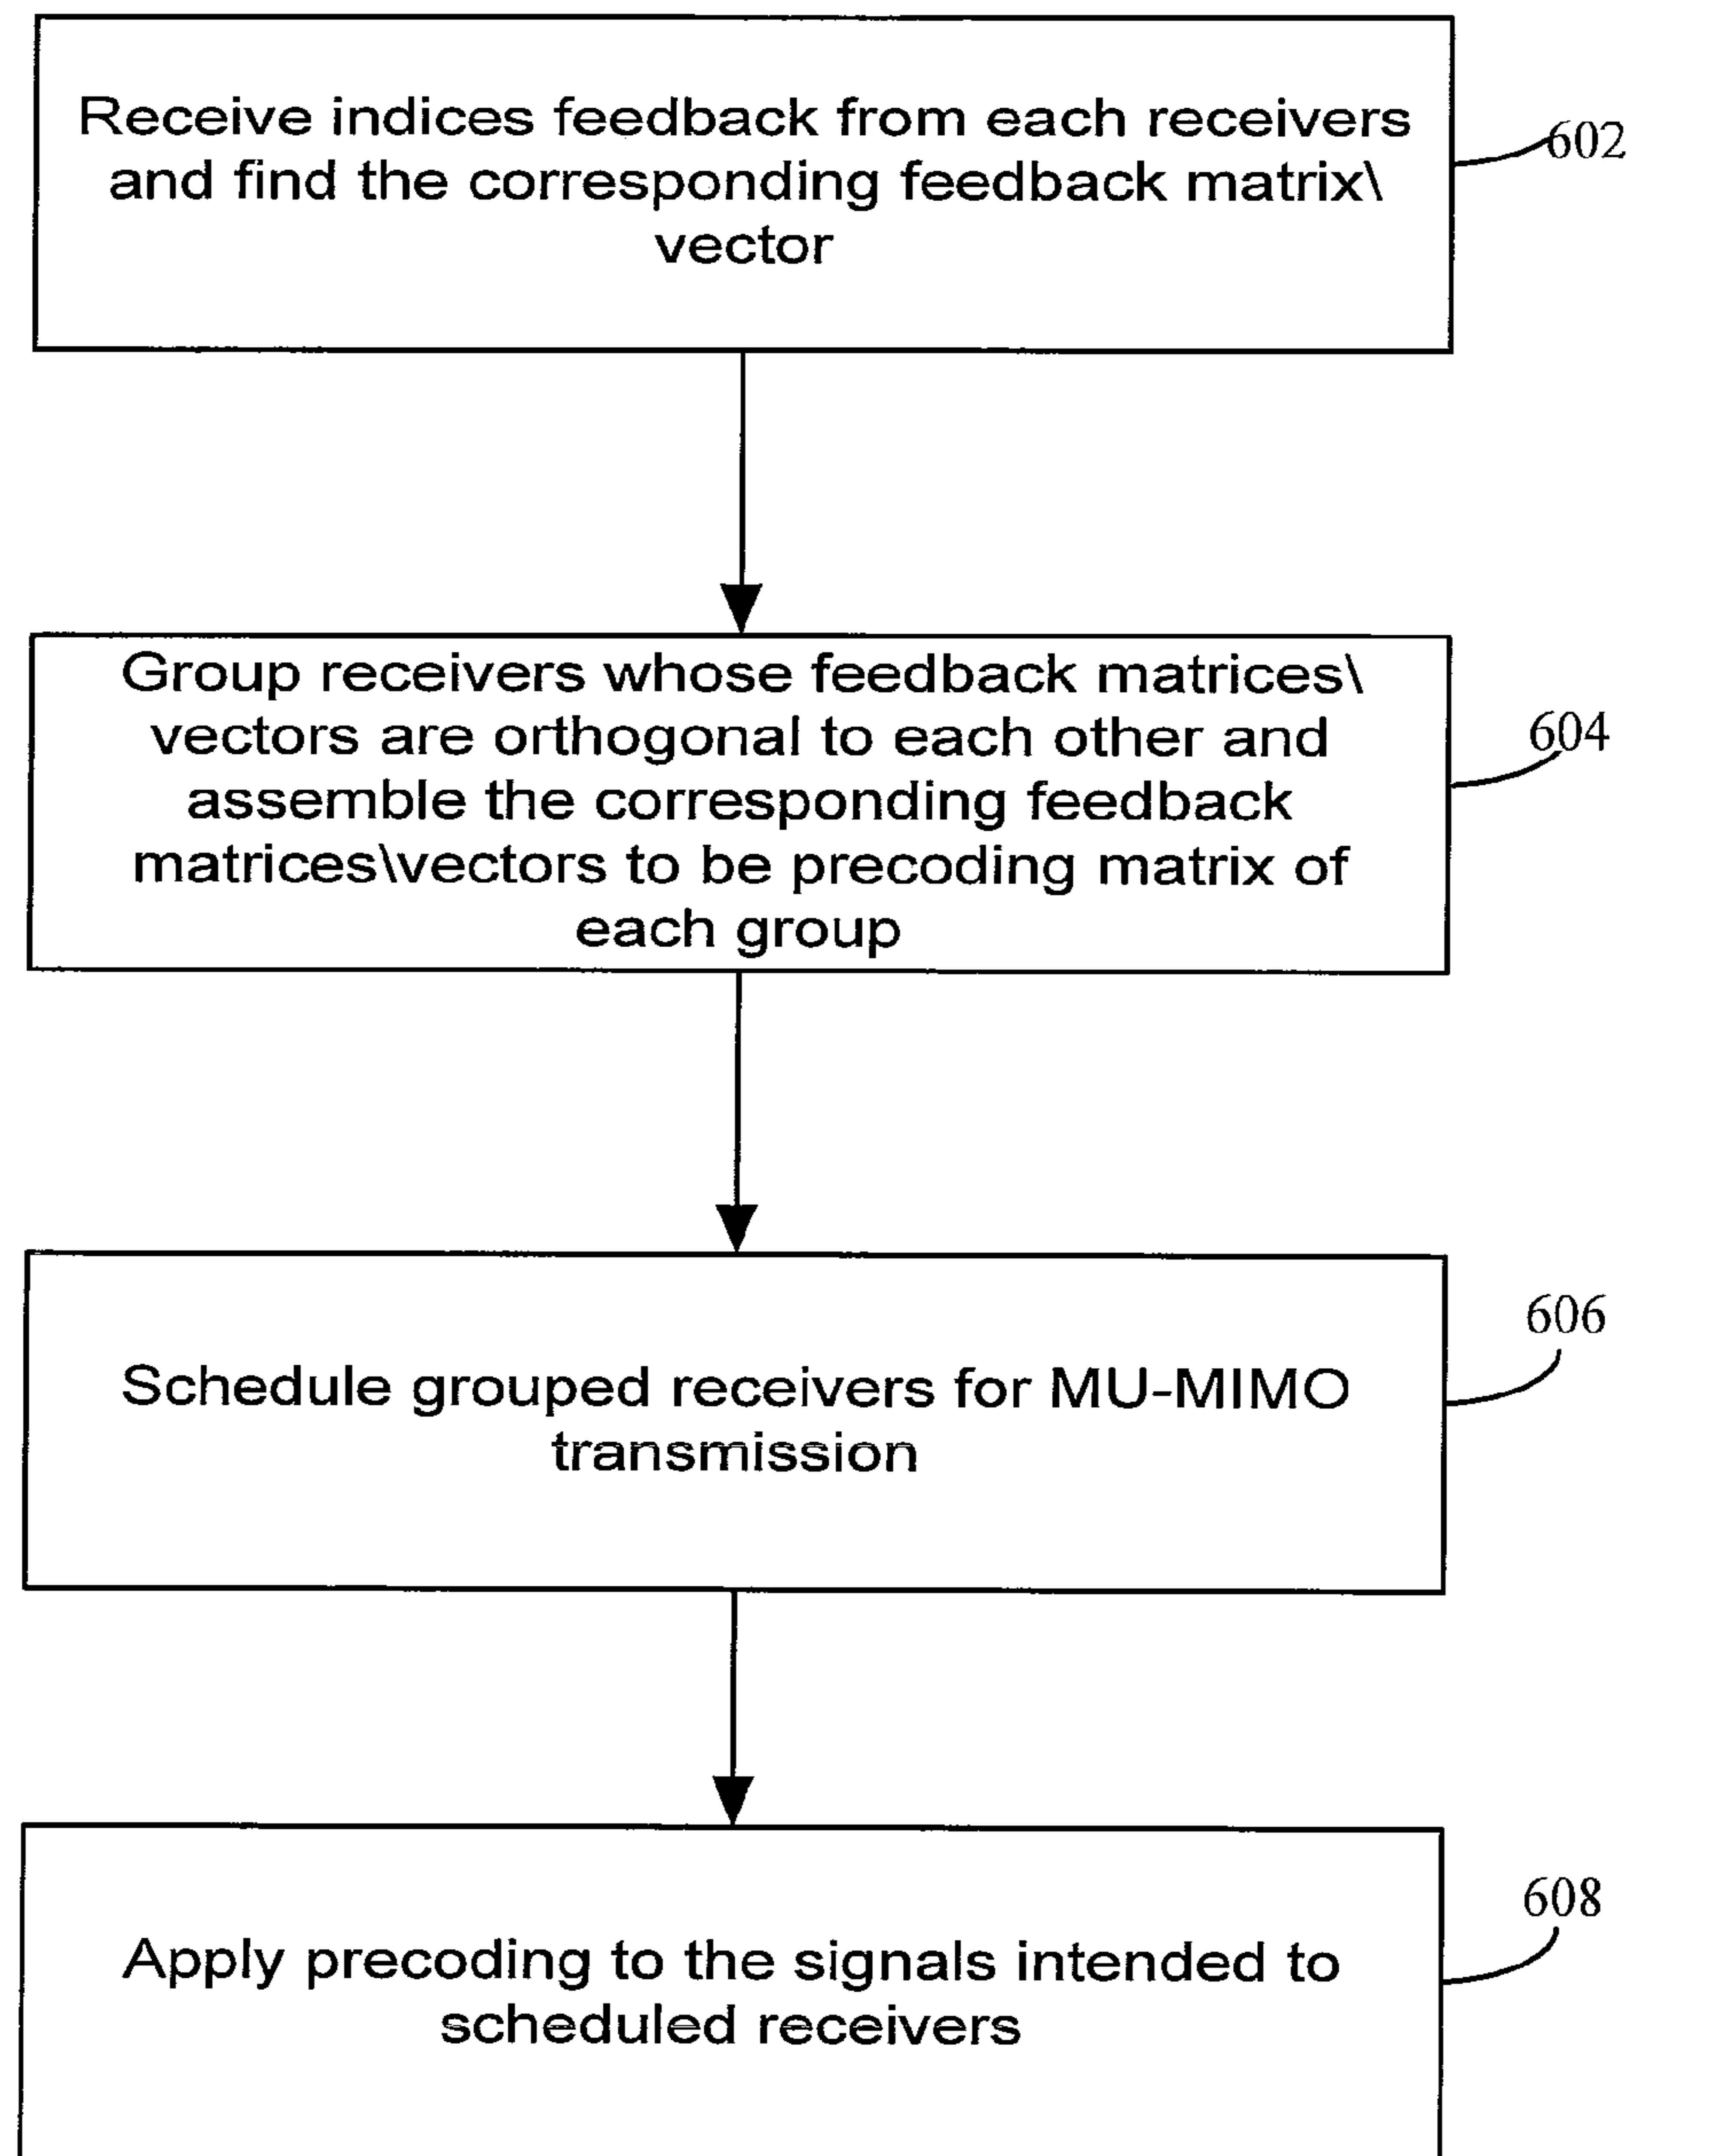 Receive indices feedback from each receivers
and find the corresponding feedback matrix\
vector
602
Group receivers whose feedback matrices\
vectors are orthogonal to each other and
assemble the corresponding feedback
matrices\vectors to be precoding matrix of
each group
604
Schedule grouped receivers for MU-MIMO
transmission
606
Apply precoding to the signals intended to
scheduled receivers
608